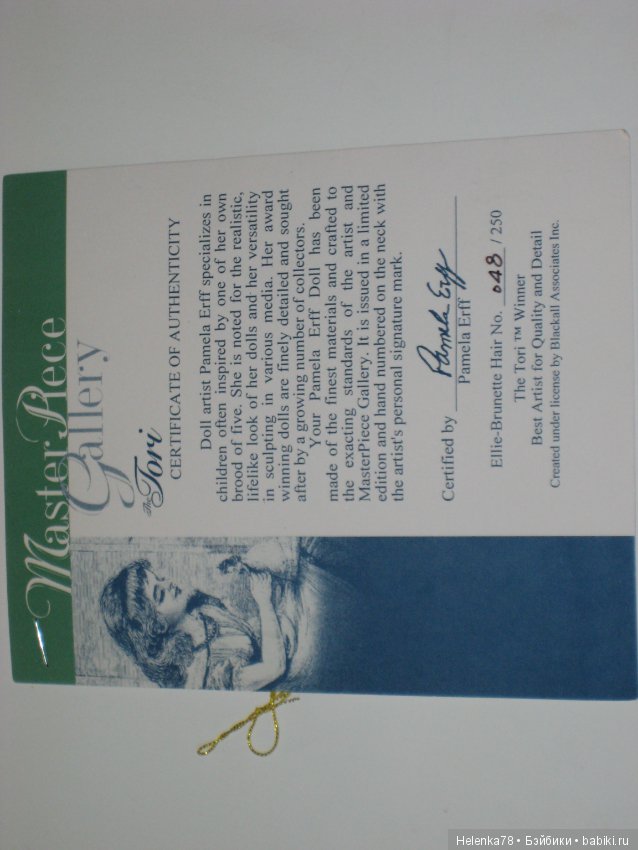 MasterPiece
Gallery
The Tori
CERTIFICATE OF AUTHENTICITY
Doll artist Pamela Erff specializes in
children often inspired by one of her own
brood of five. She is noted for the realistic,
lifelike look of her dolls and her versatility
in sculpting in various media. Her award
winning dolls are finely detailed and sought
after by a growing number of collectors.
Your Pamela Erff Doll has been
made of the finest materials and crafted to
the exacting standards of the artist and
MasterPiece Gallery. It is issued in a limited
edition and hand numbered on the neck with
the artist's personal signature mark.
Certified by Pamela Erff
Pamela Erff
Ellie-Brunette Hair No. 048 / 250
The Tori ™ Winner
Best Artist for Quality and Detail
Created under license by Blackall Associates Inc.
Helenka78 • Бэйбики • babiki.ru